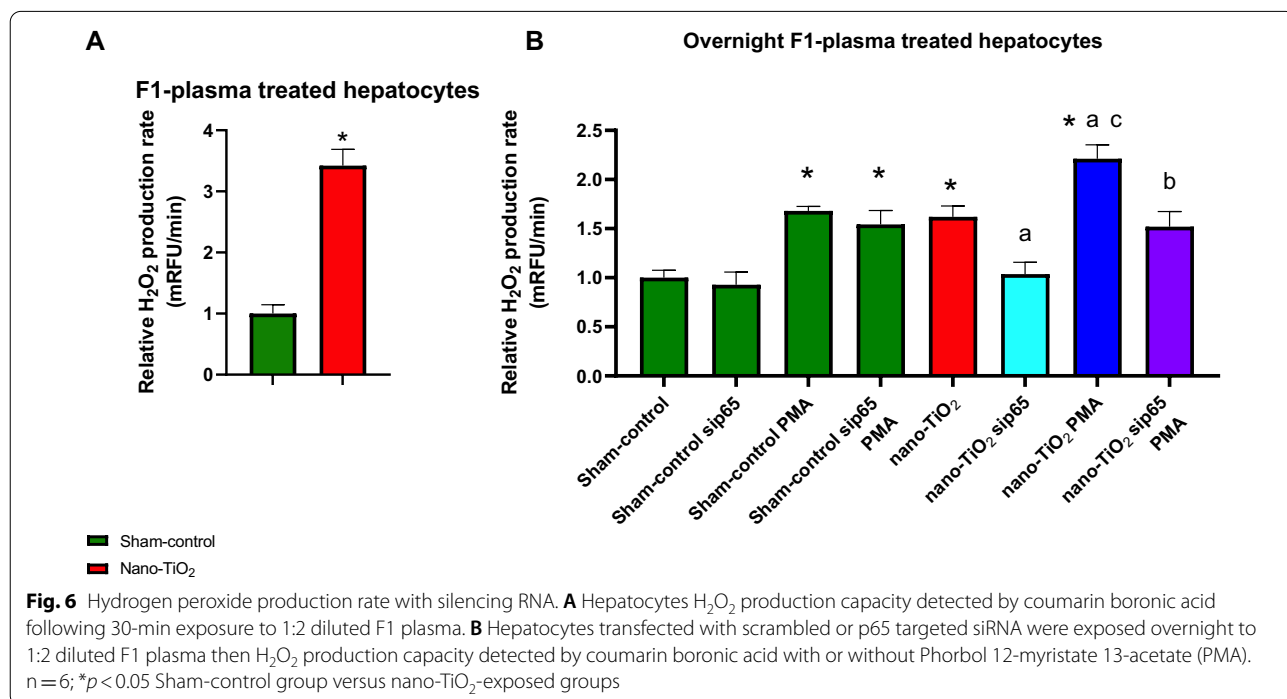 A
F1-plasma treated hepatocytes
Relative H₂O₂ production rate
(mRFU/min)
4
3
2
1
0
*
Sham-control
Nano-TiO₂
B
Overnight F1-plasma treated hepatocytes
Relative H₂O₂ production rate
(mRFU/min)
2.5
2.0
1.5
1.0
0.5
0.0
*
*
*
a
* a c
b
Sham-control
Sham-control sip65
Sham-control PMA
Sham-control sip65
PMA
nano-TiO₂
nano-TiO₂ sip65
nano-TiO₂ PMA
nano-TiO₂ sip65
PMA
Fig. 6 Hydrogen peroxide production rate with silencing RNA. A Hepatocytes H₂O₂ production capacity detected by coumarin boronic acid
following 30-min exposure to 1:2 diluted F1 plasma. B Hepatocytes transfected with scrambled or p65 targeted siRNA were exposed overnight to
1:2 diluted F1 plasma then H₂O₂ production capacity detected by coumarin boronic acid with or without Phorbol 12-myristate 13-acetate (PMA).
n = 6; *p < 0.05 Sham-control group versus nano-TiO₂-exposed groups